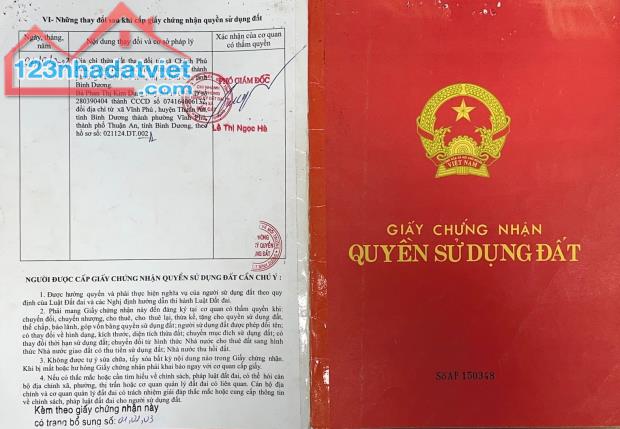 VI- Những thay đổi sau khi cấp giấy chứng nhận quyền sử dụng đất
Ngày, tháng, năm
Nội dung thay đổi và cơ sở pháp lý
Xác nhận của cơ quan có thẩm quyền
123nhadatviet.com
Bình Dương.
280390404 thành CCCD số
đổi địa chỉ từ xã Vĩnh Phú, huyện Thuận An,
tỉnh Bình Dương thành phường Vĩnh Phú,
thành phố Thuận An, tỉnh Bình Dương, theo
hồ sơ số: 021124.DT.002
PHÓ GIÁM ĐỐC
Lê Thị Ngọc Hà
NGƯỜI ĐƯỢC CẤP GIẤY CHỨNG NHẬN QUYỀN SỬ DỤNG ĐẤT CẦN CHÚ Ý :
1. Được hưởng quyền và phải thực hiện nghĩa vụ của người sử dụng đất theo quy
định của Luật Đất đai và các Nghị định hướng dẫn thi hành Luật Đất đai.
2. Phải mang Giấy chứng nhận này đến đăng ký tại cơ quan có thẩm quyền khi:
chuyển đổi, chuyển nhượng, cho thuê, cho thuê lại, thừa kế, tặng cho quyền sử dụng đất,
thế chấp, bảo lãnh, góp vốn bằng quyền sử dụng đất; người sử dụng đất được phép đổi tên;
có thay đổi về hình dạng, kích thước, diện tích thửa đất; chuyển mục đích sử dụng đất; có
thay đổi thời hạn sử dụng đất; chuyển đổi từ hình thức Nhà nước cho thuê đất sang hình
thức Nhà nước giao đất có thu tiền sử dụng đất; Nhà nước thu hồi đất.
3. Không được tự ý sửa chữa, tẩy xóa bất kỳ nội dung nào trong Giấy chứng nhận.
Khi bị mất hoặc hư hỏng Giấy chứng nhận phải khai báo ngay với cơ quan cấp giấy.
4. Nếu có thắc mắc hoặc cần tìm hiểu về chính sách, pháp luật đất đai, có thể hỏi cán
bộ địa chính xã, phường, thị trấn hoặc cơ quan quản lý đất đai có liên quan. Cán bộ địa
chính và cơ quan quản lý đất đai có trách nhiệm giải đáp thắc mắc hoặc cung cấp thông tin
về chính sách, pháp luật đất đai cho người sử dụng đất.
Kèm theo giấy chứng nhận này
có trang bổ sung số: 01,02,03
VIỆT NAM
GIẤY CHỨNG NHẬN
QUYỀN SỬ DỤNG ĐẤT
Số AP 150348